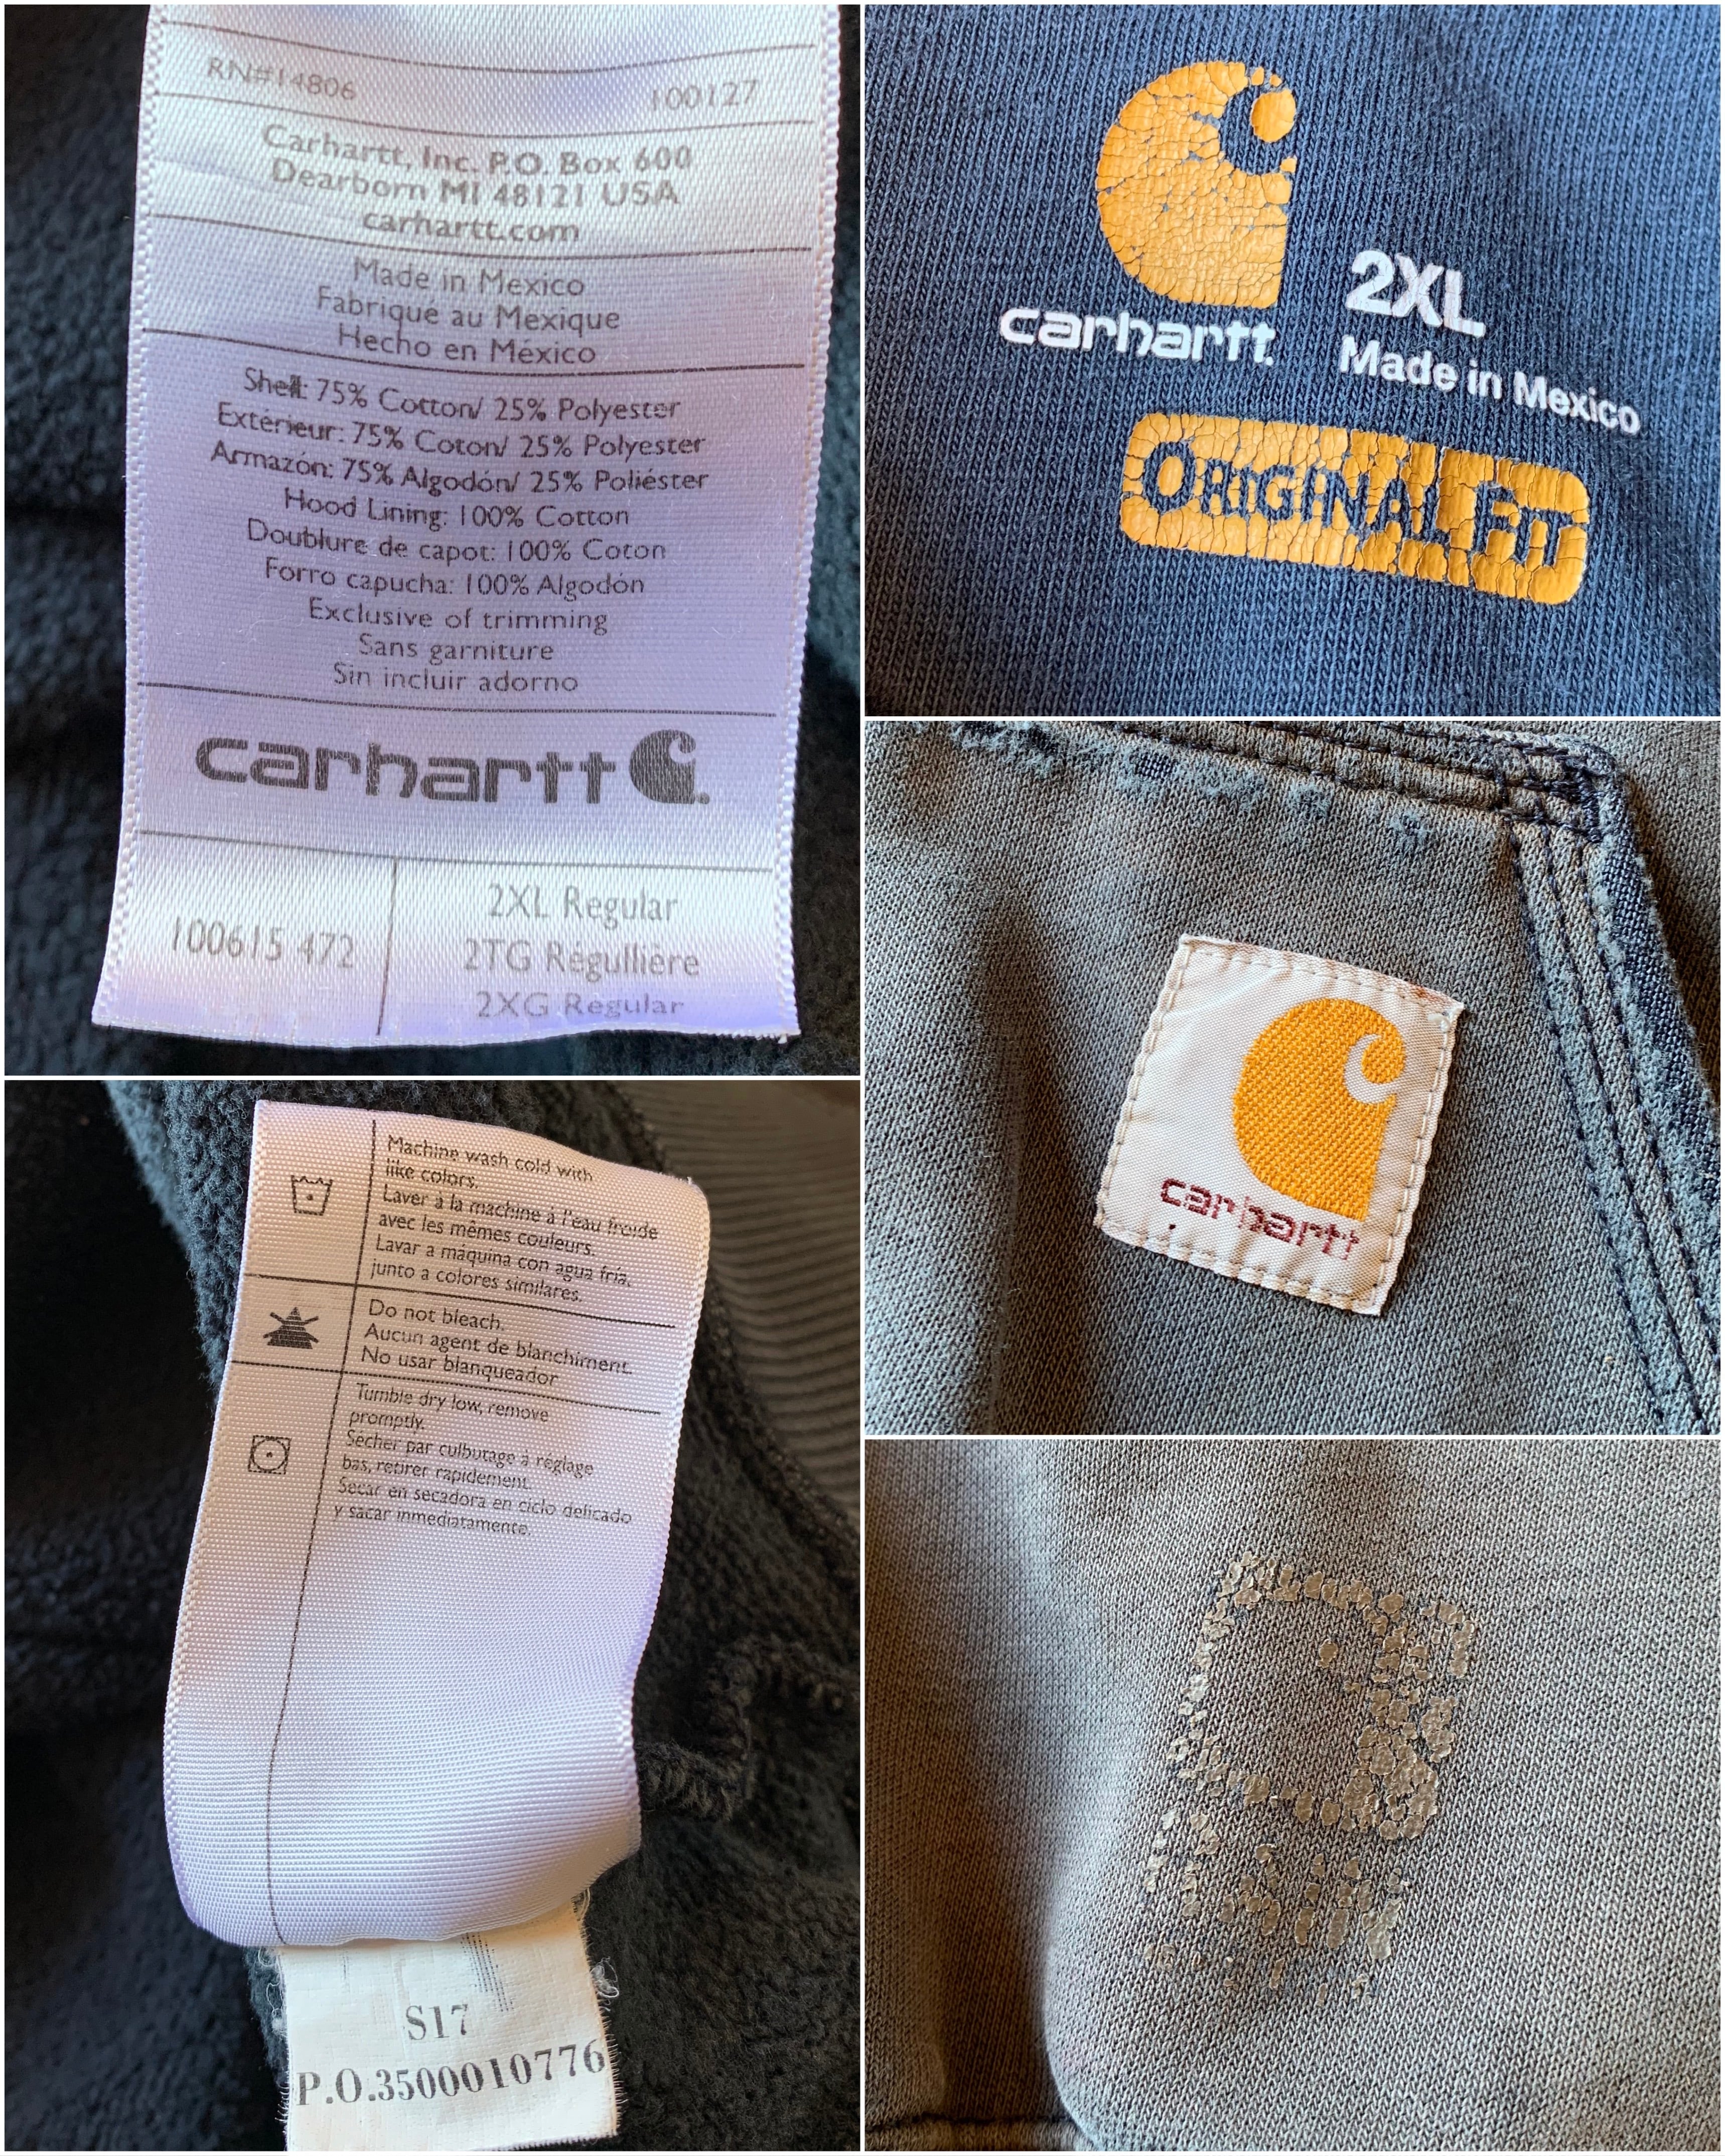 RN#14806 100127
Carhartt, Inc. P.O. Box 600
Dearborn MI 48121 USA
carhartt.com
Made in Mexico
Fabriqué au Mexique
Hecho en México
Shell: 75% Cotton/ 25% Polyester
Extérieur: 75% Coton/ 25% Polyester
Armazón: 75% Algodón/ 25% Poliéster
Hood Lining: 100% Cotton
Doublure de capot: 100% Coton
Forro capucha: 100% Algodón
Exclusive of trimming
Sans garniture
Sin incluir adorno
carhartt
100615 472
2XL Regular
2TG Régullière
2XG Regular
carhartt.
2XL
Made in Mexico
ORIGINAL FIT
carhartt
Machine wash cold with
like colors.
Laver à la machine à l'eau froide
avec les mêmes couleurs.
Lavar a máquina con agua fría,
junto a colores similares.
Do not bleach.
Aucun agent de blanchiment.
No usar blanqueador
Tumble dry low, remove
promptly.
Sécher par culbutage à réglage
bas, retirer rapidement.
Secar en secadora en ciclo delicado
y sacar inmediatamente.
S17
P.O.3500010776